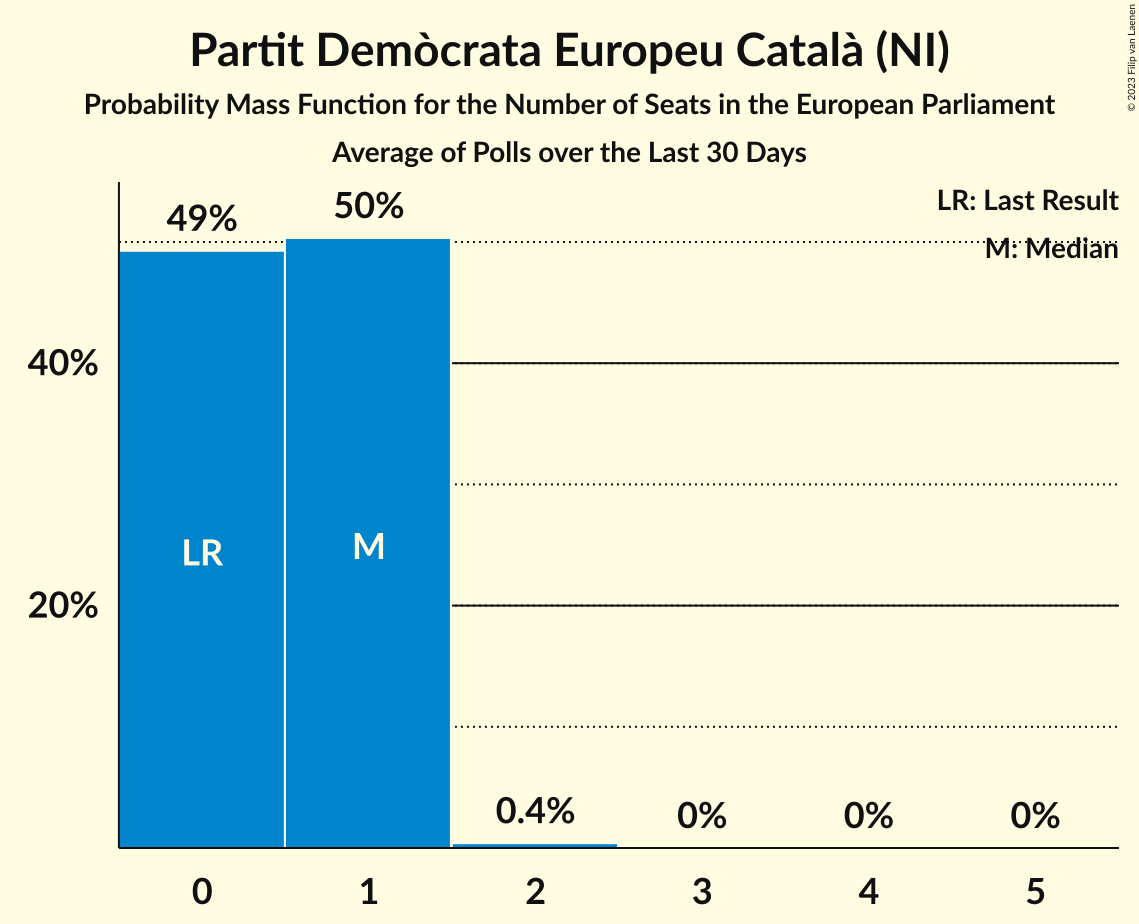 Partit Demòcrata Europeu Català (NI)
Probability Mass Function for the Number of Seats in the European Parliament
Average of Polls over the Last 30 Days
© 2023 Filip van Laenen
LR: Last Result
M: Median
49%
50%
40%
20%
LR
M
0.4%
0%
0%
0%
0
1
2
3
4
5